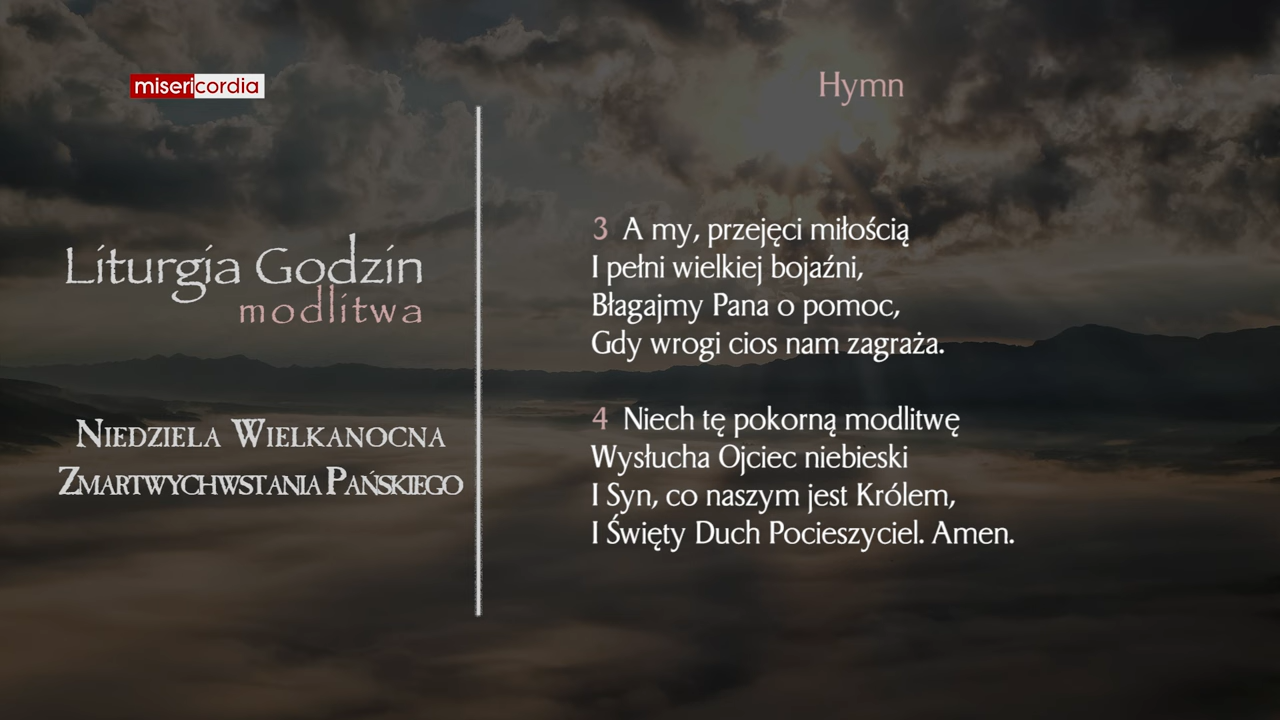 misericordia
Liturgia Godzin
modlitwa
Niedziela Wielkanocna
Zmartwychwstania Pańskiego
Hymn
3 A my, przejęci miłością
I pełni wielkiej bojaźni,
Błagajmy Pana o pomoc,
Gdy wrogi cios nam zagraża.
4 Niech tę pokorną modlitwę
Wysłucha Ojciec niebieski
I Syn, co naszym jest Królem,
I Święty Duch Pocieszyciel. Amen.